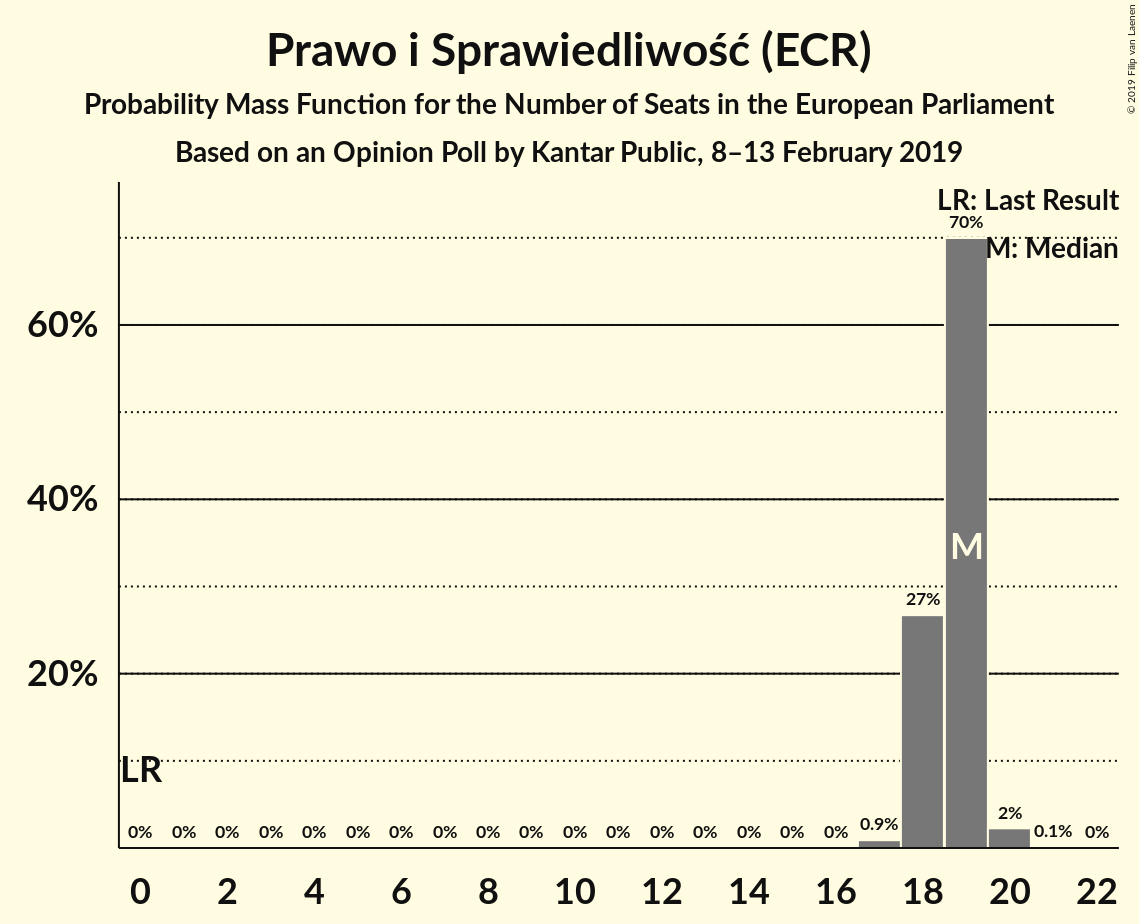 Prawo i Sprawiedliwość (ECR)
Probability Mass Function for the Number of Seats in the European Parliament
Based on an Opinion Poll by Kantar Public, 8–13 February 2019
© 2019 Filip van Laenen
LR: Last Result
M: Median
70%
60%
40%
20%
M
27%
LR
0% 0% 0% 0% 0% 0% 0% 0% 0% 0% 0% 0% 0% 0% 0% 0% 0% 0.9% 2% 0.1% 0%
0 2 4 6 8 10 12 14 16 18 20 22